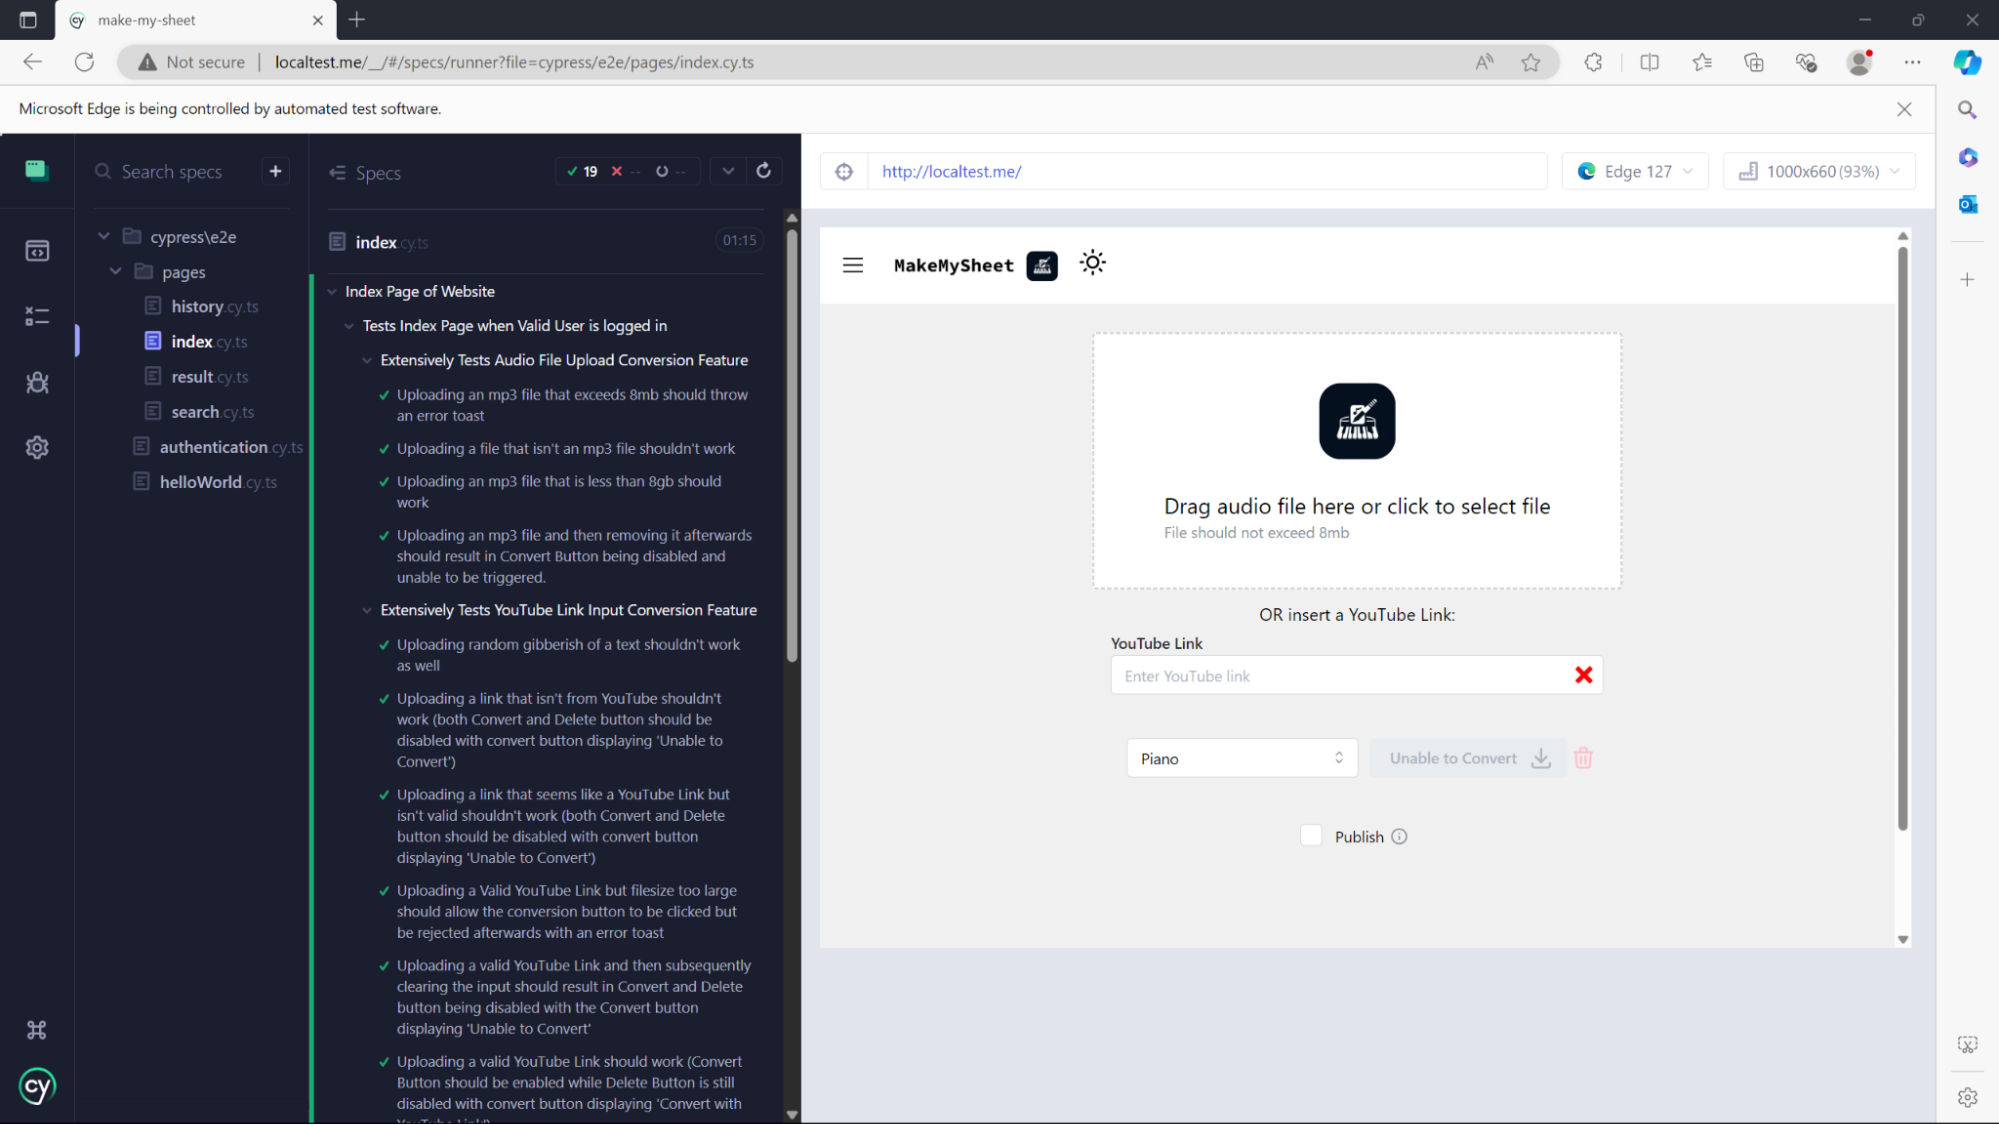 make-my-sheet
Not secure
localtest.me/__/#/specs/runner?file=cypress/e2e/pages/index.cy.ts
Microsoft Edge is being controlled by automated test software.
Search specs
+
cypress\e2e
pages
history.cy.ts
index.cy.ts
result.cy.ts
search.cy.ts
authentication.cy.ts
helloWorld.cy.ts
cy
Specs
19
--
--
index.cy.ts
01:15
Index Page of Website
Tests Index Page when Valid User is logged in
Extensively Tests Audio File Upload Conversion Feature
Uploading an mp3 file that exceeds 8mb should throw
an error toast
Uploading a file that isn't an mp3 file shouldn't work
Uploading an mp3 file that is less than 8gb should
work
Uploading an mp3 file and then removing it afterwards
should result in Convert Button being disabled and
unable to be triggered.
Extensively Tests YouTube Link Input Conversion Feature
Uploading random gibberish of a text shouldn't work
as well
Uploading a link that isn't from YouTube shouldn't
work (both Convert and Delete button should be
disabled with convert button displaying 'Unable to
Convert')
Uploading a link that seems like a YouTube Link but
isn't valid shouldn't work (both Convert and Delete
button should be disabled with convert button
displaying 'Unable to Convert')
Uploading a Valid YouTube Link but filesize too large
should allow the conversion button to be clicked but
be rejected afterwards with an error toast
Uploading a valid YouTube Link and then subsequently
clearing the input should result in Convert and Delete
button being disabled with the Convert button
displaying 'Unable to Convert'
Uploading a valid YouTube Link should work (Convert
Button should be enabled while Delete Button is still
disabled with convert button displaying 'Convert with
YouTube Link')
http://localtest.me/
Edge 127
1000x660 (93%)
MakeMySheet
Drag audio file here or click to select file
File should not exceed 8mb
OR insert a YouTube Link:
YouTube Link
Enter YouTube link
Piano
Unable to Convert
Publish